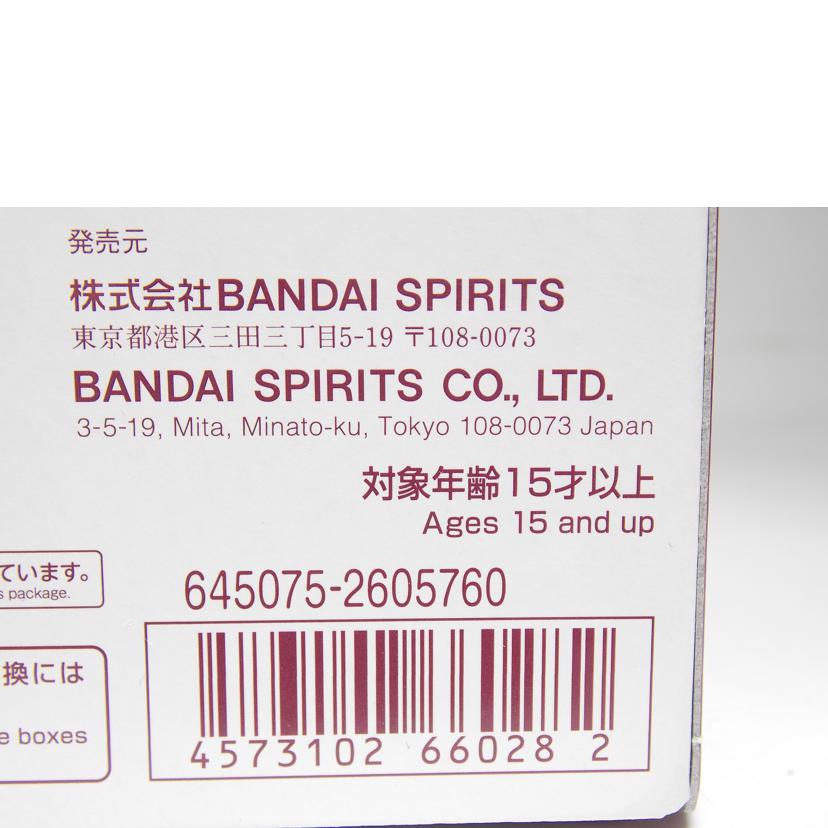 発売元
株式会社BANDAI SPIRITS
東京都港区三田三丁目5-19 〒108-0073
BANDAI SPIRITS CO., LTD.
3-5-19, Mita, Minato-ku, Tokyo 108-0073 Japan
対象年齢15才以上
Ages 15 and up
ています。
s package.
645075-2605760
換には
e boxes
4573102 66028 2